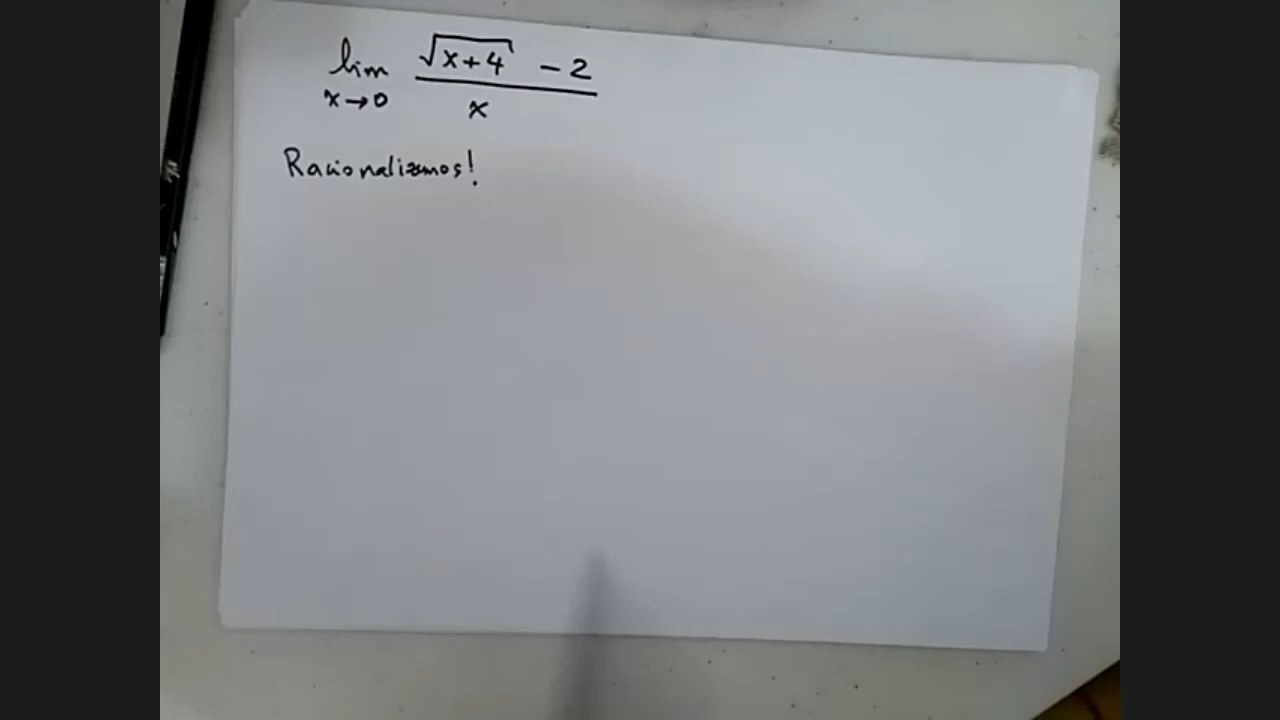 lim x→0 (√(x+4) - 2) / x
Racionalizamos!